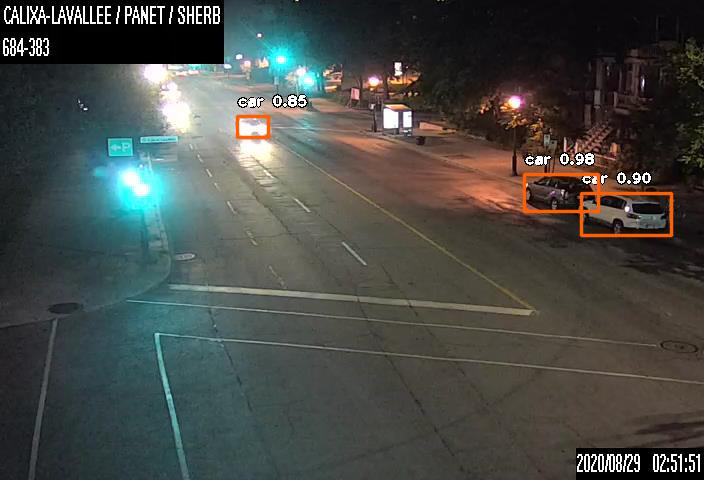 CALIXA-LAVALLEE / PANET / SHERB
684-383
car 0.85
car 0.98
car 0.90
P
2020/08/29 02:51:51